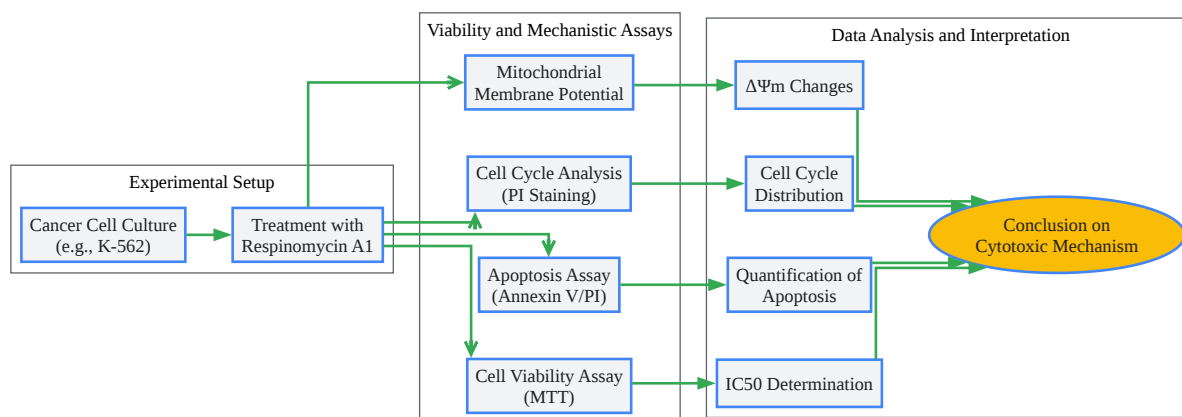 Viability and Mechanistic Assays
Data Analysis and Interpretation
Mitochondrial
Membrane Potential
ΔΨm Changes
Experimental Setup
Cell Cycle Analysis
(PI Staining)
Cell Cycle
Distribution
Cancer Cell Culture
(e.g., K-562)
Treatment with
Respinomycin A1
Conclusion on
Cytotoxic Mechanism
Apoptosis Assay
(Annexin V/PI)
Quantification of
Apoptosis
Cell Viability Assay
(MTT)
IC50 Determination